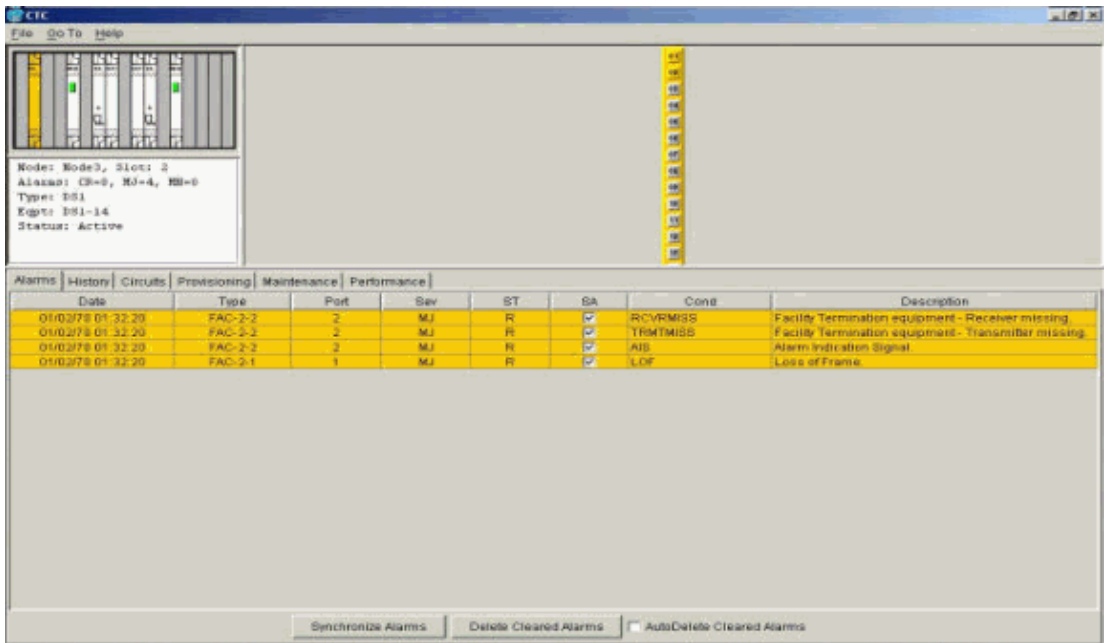 CTC
File Go To Help
Node: Node3, Slot: 2
Alarms: CR=0, MJ=4, MN=0
Type: DS1
Eqpt: DS1-14
Status: Active
Alarms History Circuits Provisioning Maintenance Performance
Date Type Port Sev ST SA Cond Description
01/02/70 01:32:20 FAC-2-2 2 MJ R RCVRMISS Facility Termination equipment - Receiver missing.
01/02/70 01:32:20 FAC-2-2 2 MJ R TRMTMISS Facility Termination equipment - Transmitter missing.
01/02/70 01:32:20 FAC-2-2 2 MJ R AIS Alarm Indication Signal.
01/02/70 01:32:20 FAC-2-1 1 MJ R LOF Loss of Frame.
Synchronize Alarms Delete Cleared Alarms AutoDelete Cleared Alarms